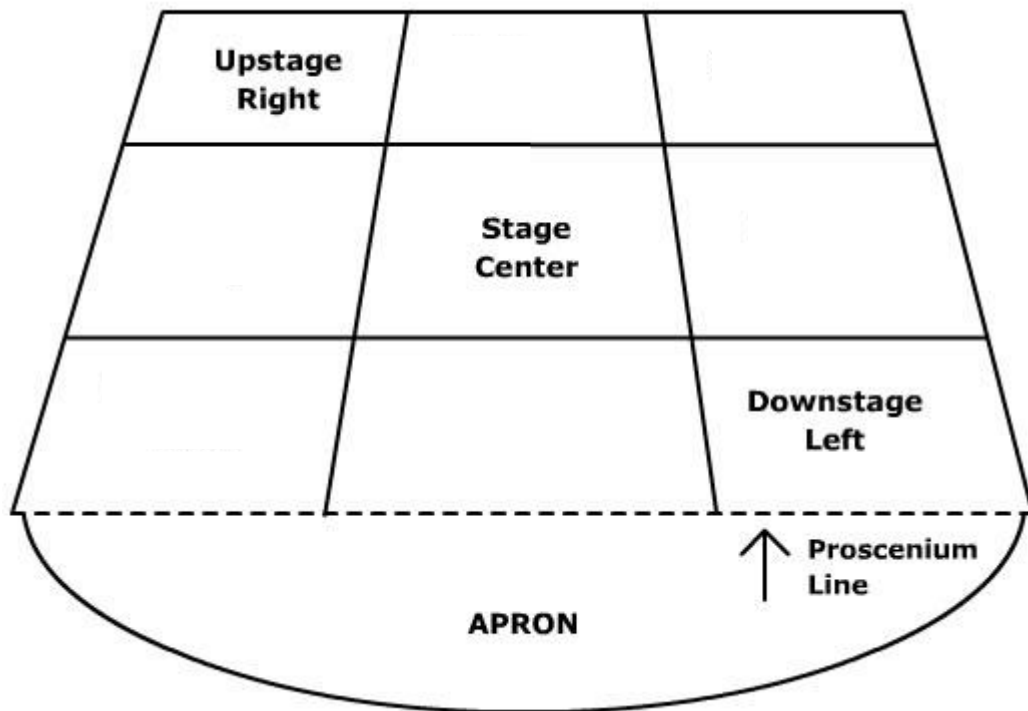 Upstage
Right
Stage
Center
Downstage
Left
Proscenium
Line
APRON